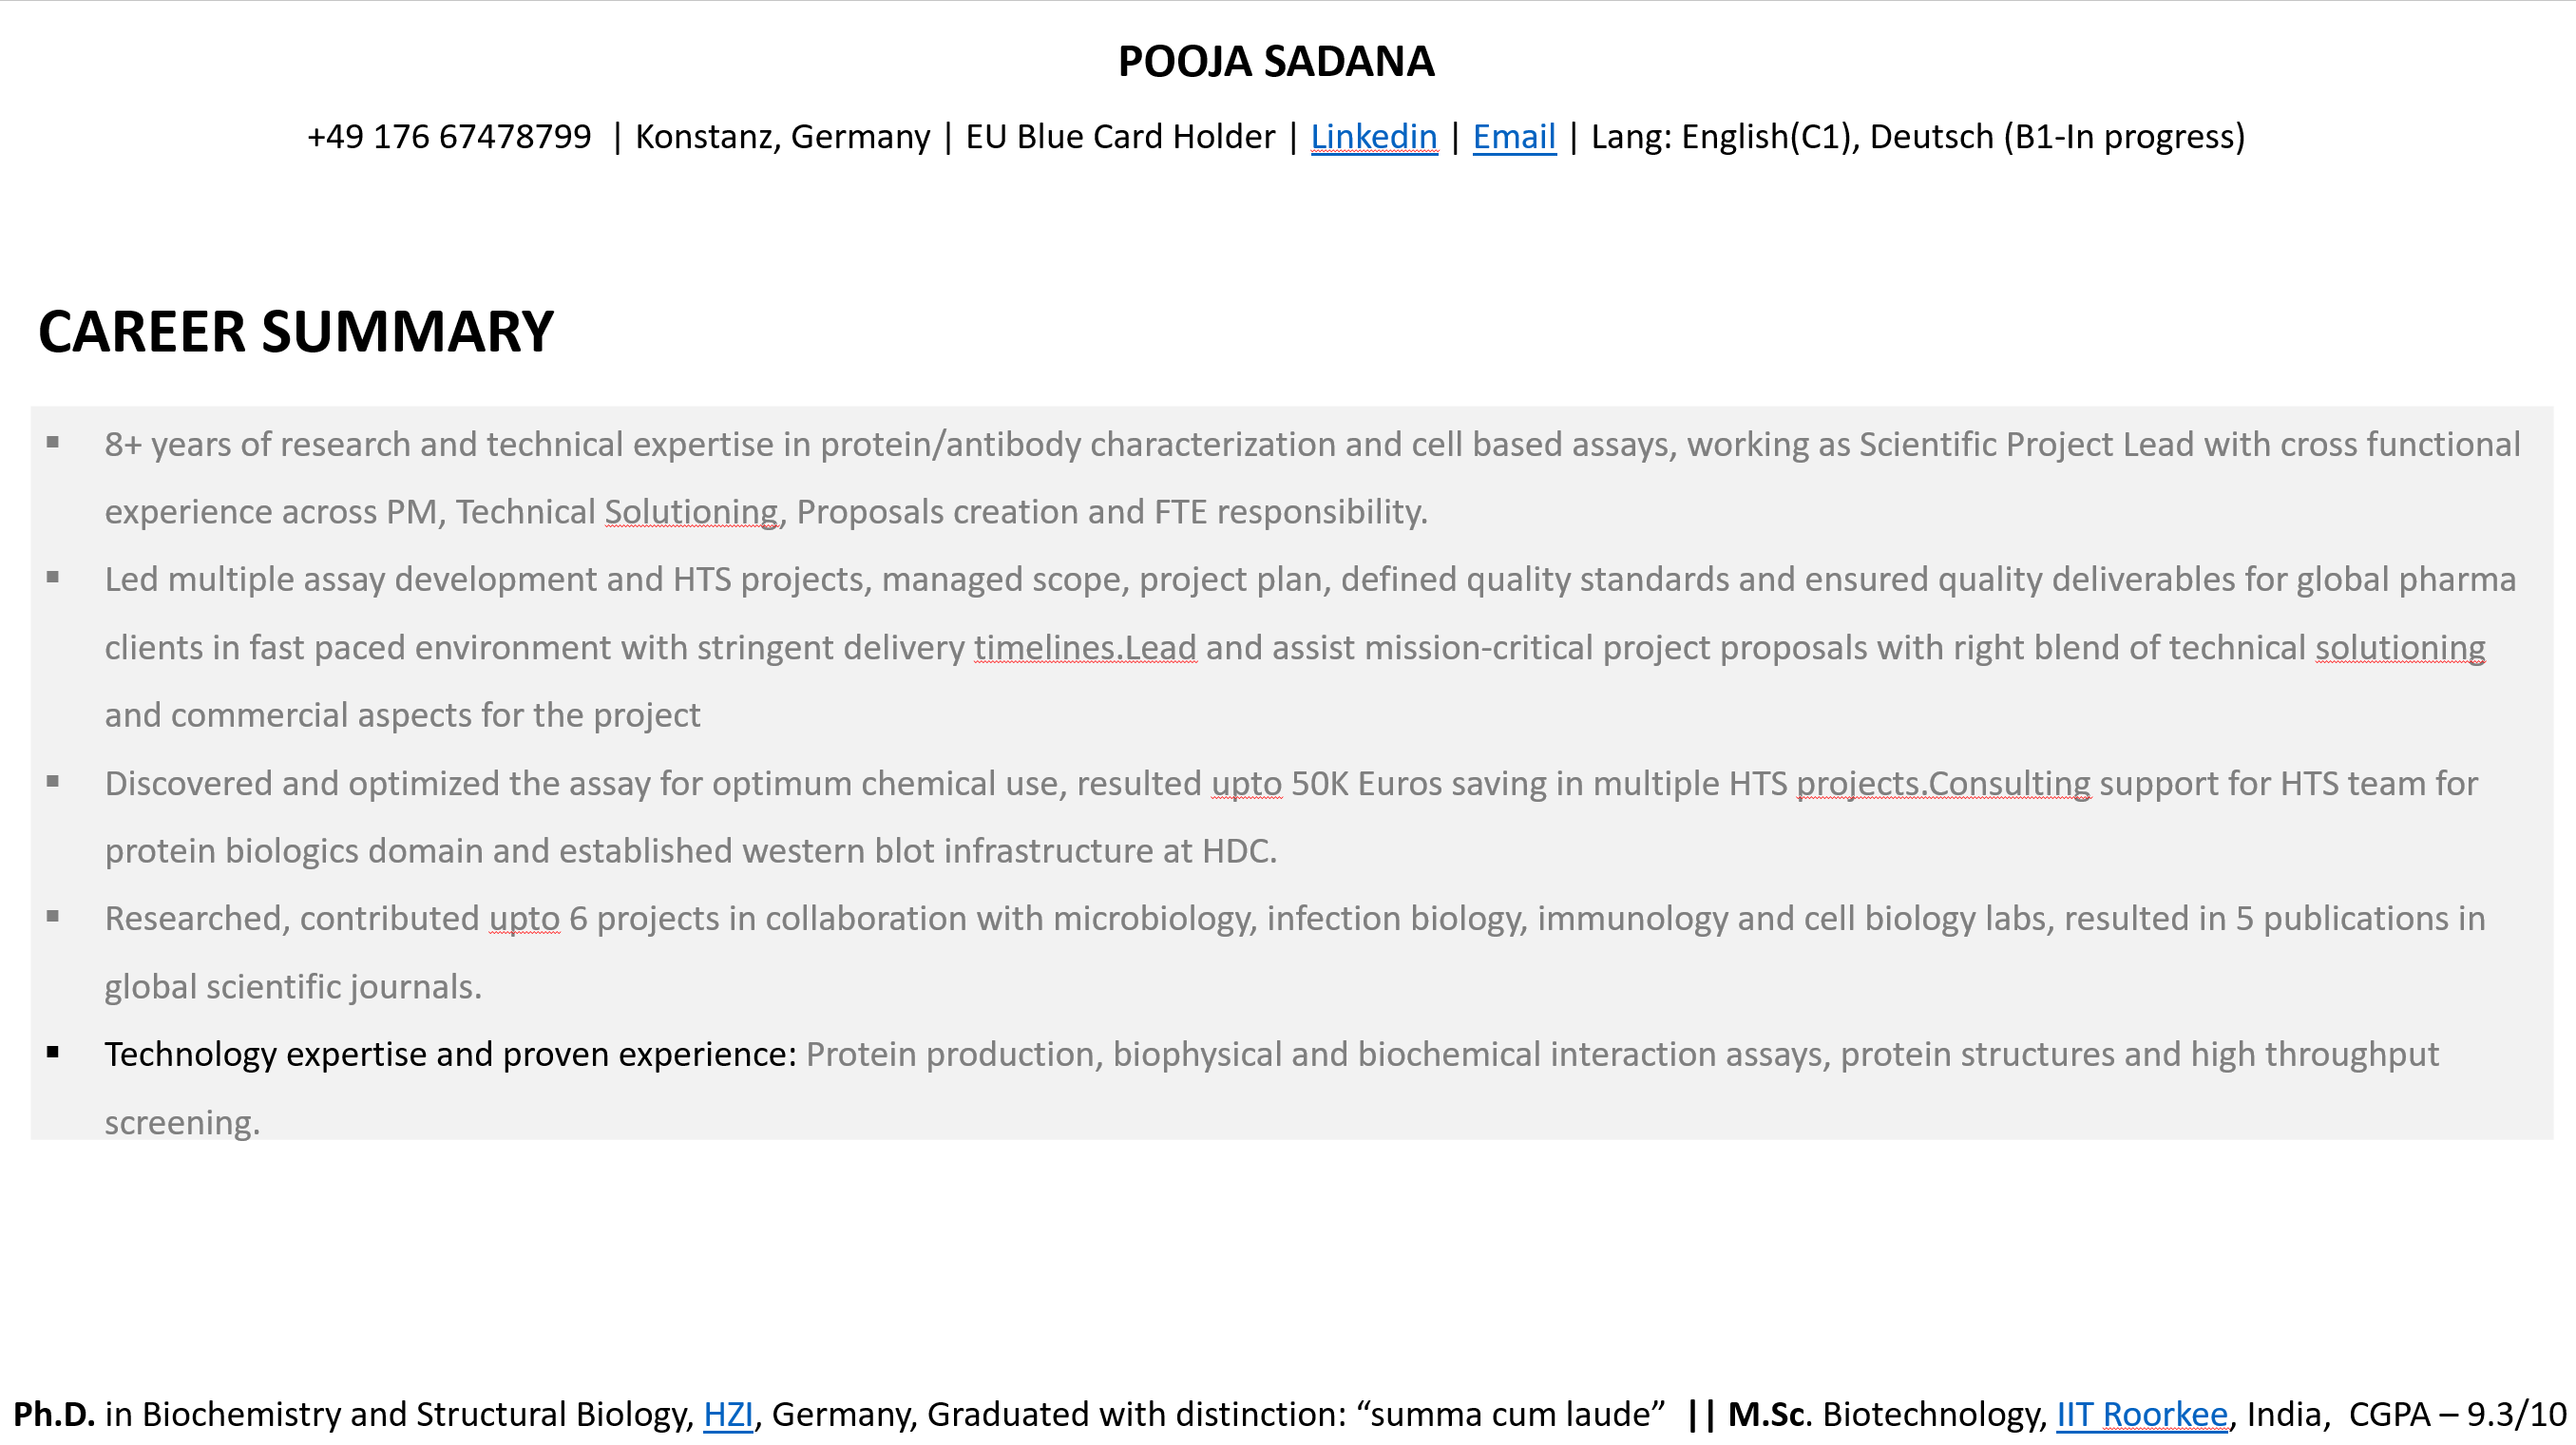 POOJA SADANA
+49 176 67478799 | Konstanz, Germany | EU Blue Card Holder | Linkedin | Email | Lang: English(C1), Deutsch (B1-In progress)
CAREER SUMMARY
▪ 8+ years of research and technical expertise in protein/antibody characterization and cell based assays, working as Scientific Project Lead with cross functional
experience across PM, Technical Solutioning, Proposals creation and FTE responsibility.
▪ Led multiple assay development and HTS projects, managed scope, project plan, defined quality standards and ensured quality deliverables for global pharma
clients in fast paced environment with stringent delivery timelines.Lead and assist mission-critical project proposals with right blend of technical solutioning
and commercial aspects for the project
▪ Discovered and optimized the assay for optimum chemical use, resulted upto 50K Euros saving in multiple HTS projects.Consulting support for HTS team for
protein biologics domain and established western blot infrastructure at HDC.
▪ Researched, contributed upto 6 projects in collaboration with microbiology, infection biology, immunology and cell biology labs, resulted in 5 publications in
global scientific journals.
▪ Technology expertise and proven experience: Protein production, biophysical and biochemical interaction assays, protein structures and high throughput
screening.
Ph.D. in Biochemistry and Structural Biology, HZI, Germany, Graduated with distinction: “summa cum laude” || M.Sc. Biotechnology, IIT Roorkee, India, CGPA – 9.3/10